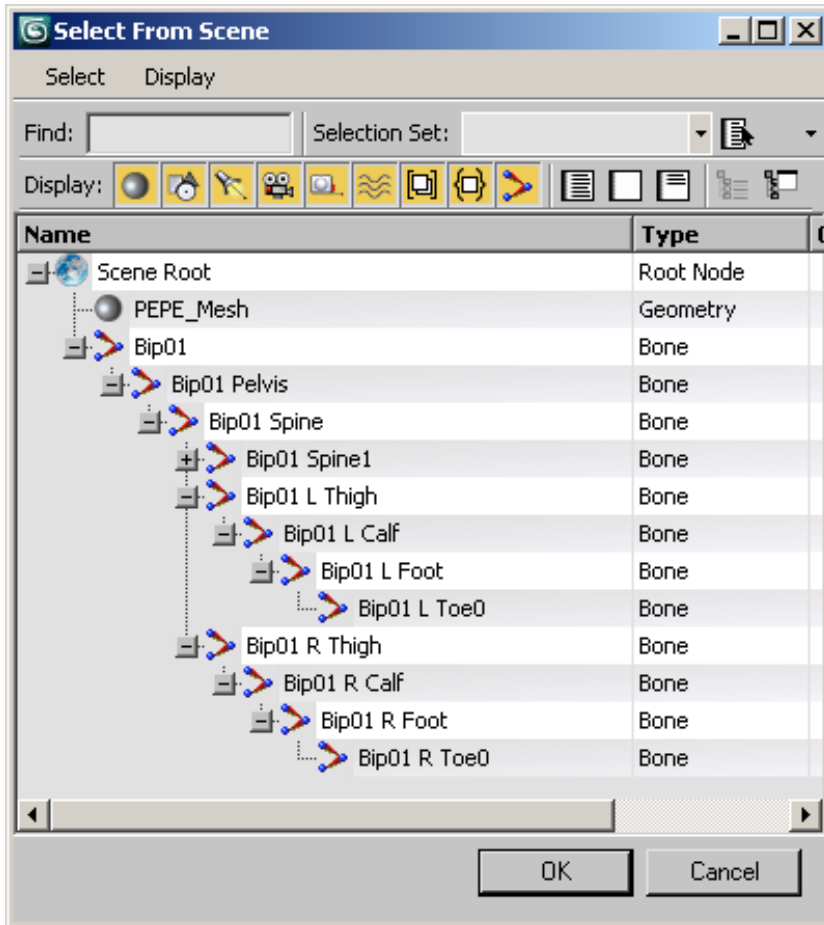 Select From Scene
Select Display
Find: Selection Set:
Display:
Name Type
Scene Root Root Node
PEPE_Mesh Geometry
Bip01 Bone
Bip01 Pelvis Bone
Bip01 Spine Bone
Bip01 Spine1 Bone
Bip01 L Thigh Bone
Bip01 L Calf Bone
Bip01 L Foot Bone
Bip01 L Toe0 Bone
Bip01 R Thigh Bone
Bip01 R Calf Bone
Bip01 R Foot Bone
Bip01 R Toe0 Bone
OK Cancel